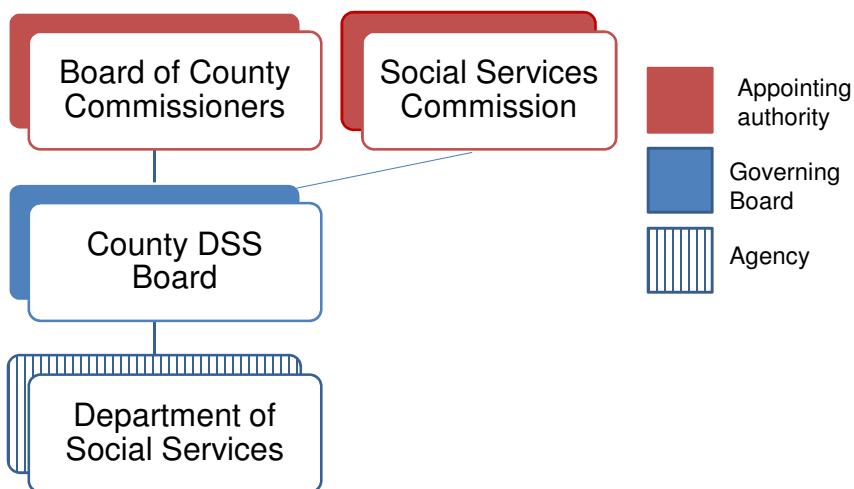 Board of County
Commissioners
Social Services
Commission
Appointing
authority
Governing
Board
County DSS
Board
Agency
Department of
Social Services